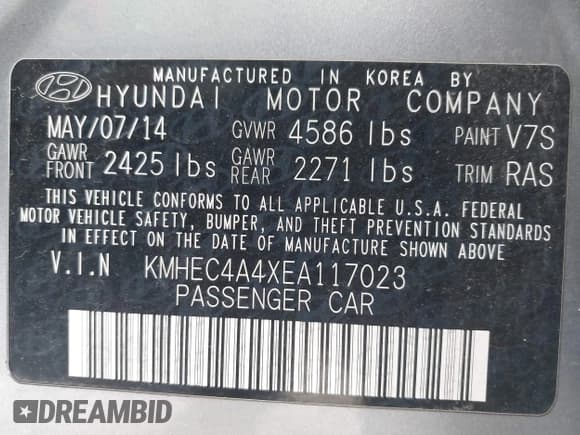 MANUFACTURED IN KOREA BY
HYUNDAI MOTOR COMPANY
MAY/07/14 GVWR 4586 lbs PAINT V7S
GAWR FRONT 2425 lbs GAWR REAR 2271 lbs TRIM RAS
THIS VEHICLE CONFORMS TO ALL APPLICABLE U.S.A. FEDERAL
MOTOR VEHICLE SAFETY, BUMPER, AND THEFT PREVENTION STANDARDS
IN EFFECT ON THE DATE OF MANUFACTURE SHOWN ABOVE
V.I.N KMHEC4A4XEA117023
PASSENGER CAR
DREAMBID